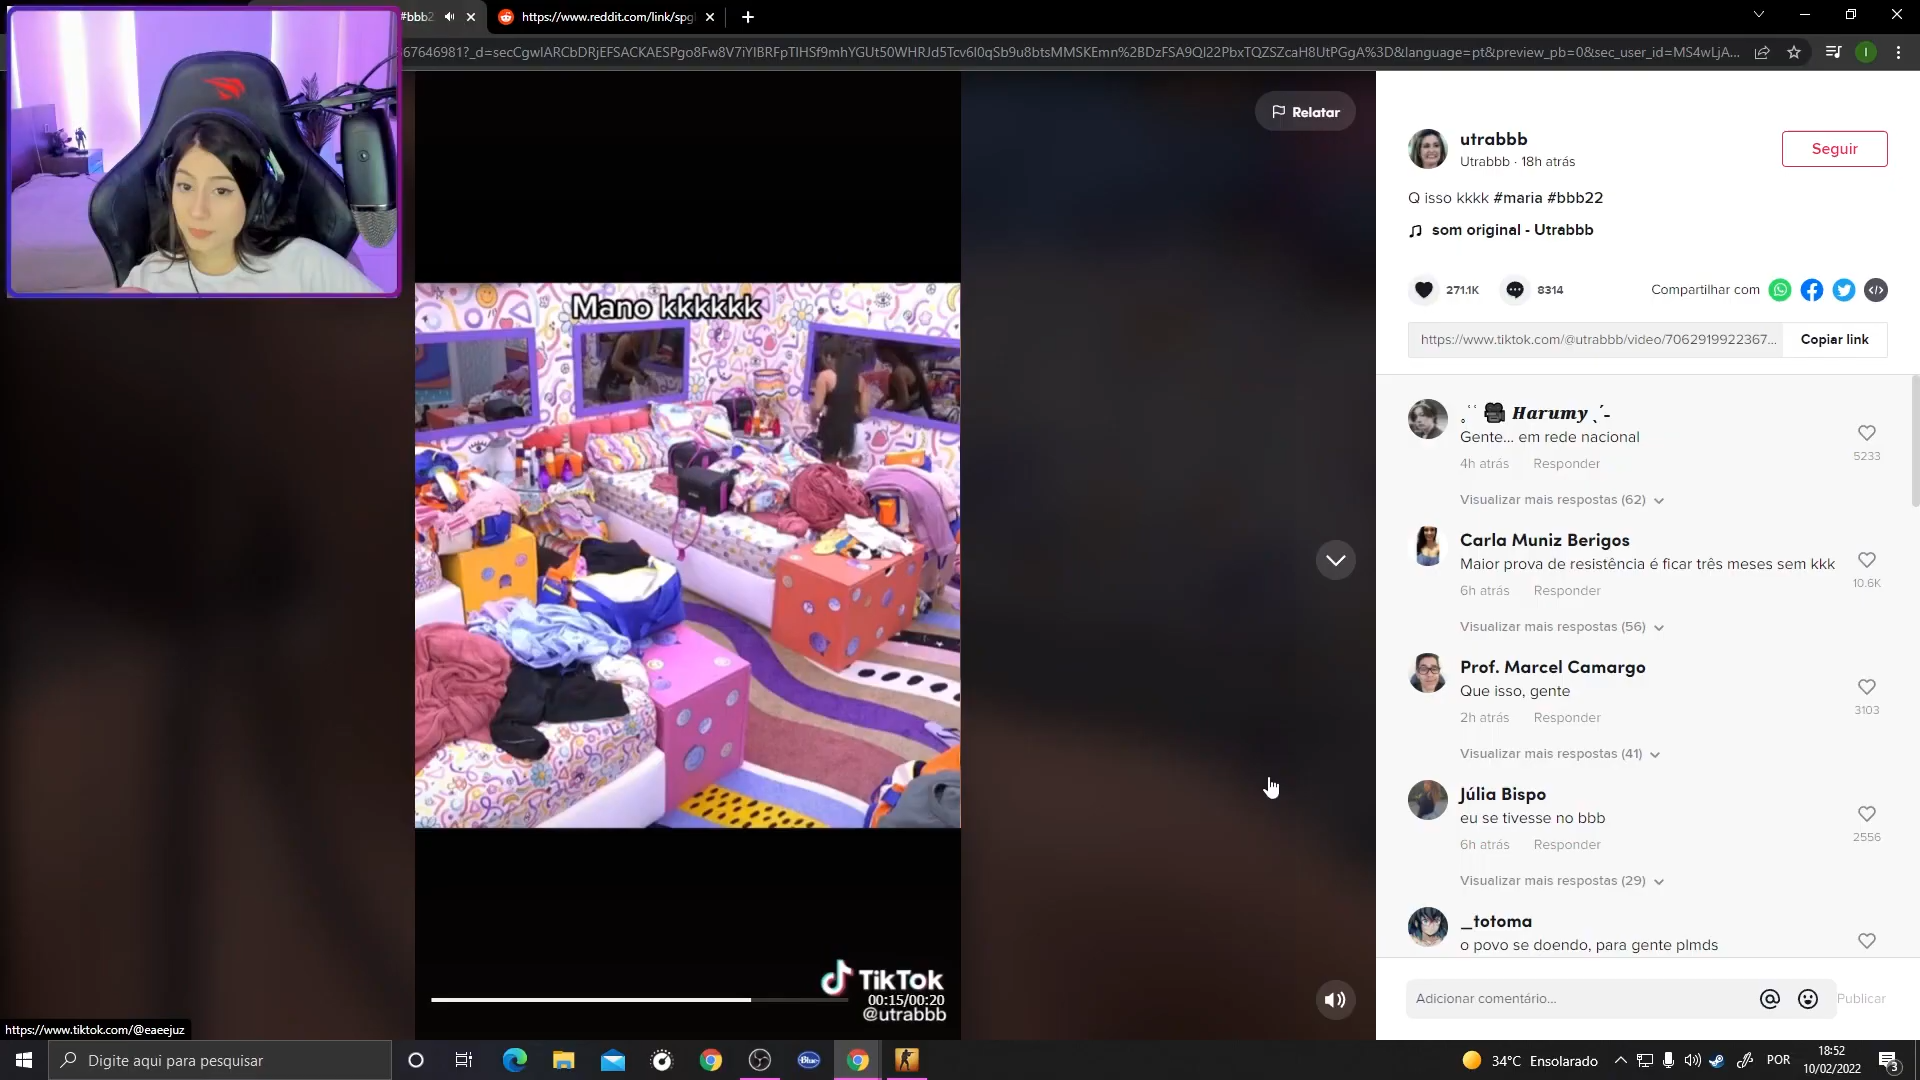 #bbb2
https://www.reddit.com/link/spgl
567646981?_d=secCgwIARCbDRjEFSACKAESPgo8Fw8V7iYIBRFpTIHSf9mhYGUt50WHRJd5Tcv6I0qSb9u8btsMMSKEmn%2BDzFSA9Ql22PbxTQZSZcaH8UtPGgA%3D&language=pt&preview_pb=0&sec_user_id=MS4wLjA...
I
Relatar
Mano kkkkkk
TikTok
00:15/00:20
@utrabbb
utrabbb
Utrabbb · 18h atrás
Seguir
Q isso kkkk #maria #bbb22
som original - Utrabbb
271.1K
8314
Compartilhar com
https://www.tiktok.com/@utrabbb/video/7062919922367...
Copiar link
Harumy
Gente... em rede nacional
4h atrás Responder
5233
Visualizar mais respostas (62)
Carla Muniz Berigos
Maior prova de resistência é ficar três meses sem kkk
10.6K
6h atrás Responder
Visualizar mais respostas (56)
Prof. Marcel Camargo
Que isso, gente
3103
2h atrás Responder
Visualizar mais respostas (41)
Júlia Bispo
eu se tivesse no bbb
2556
6h atrás Responder
Visualizar mais respostas (29)
_totoma
o povo se doendo, para gente plmds
Adicionar comentário...
Publicar
https://www.tiktok.com/@eaeejuz
Digite aqui para pesquisar
34°C Ensolarado
POR
18:52
10/02/2022
3